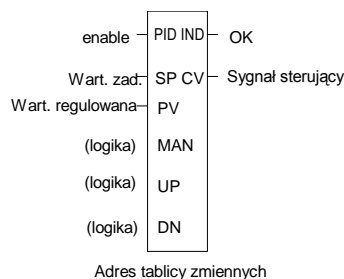 enable PID IND OK
Wart. zad. SP CV Sygnał sterujący
Wart. regulowana PV
(logika) MAN
(logika) UP
(logika) DN
Adres tablicy zmiennych